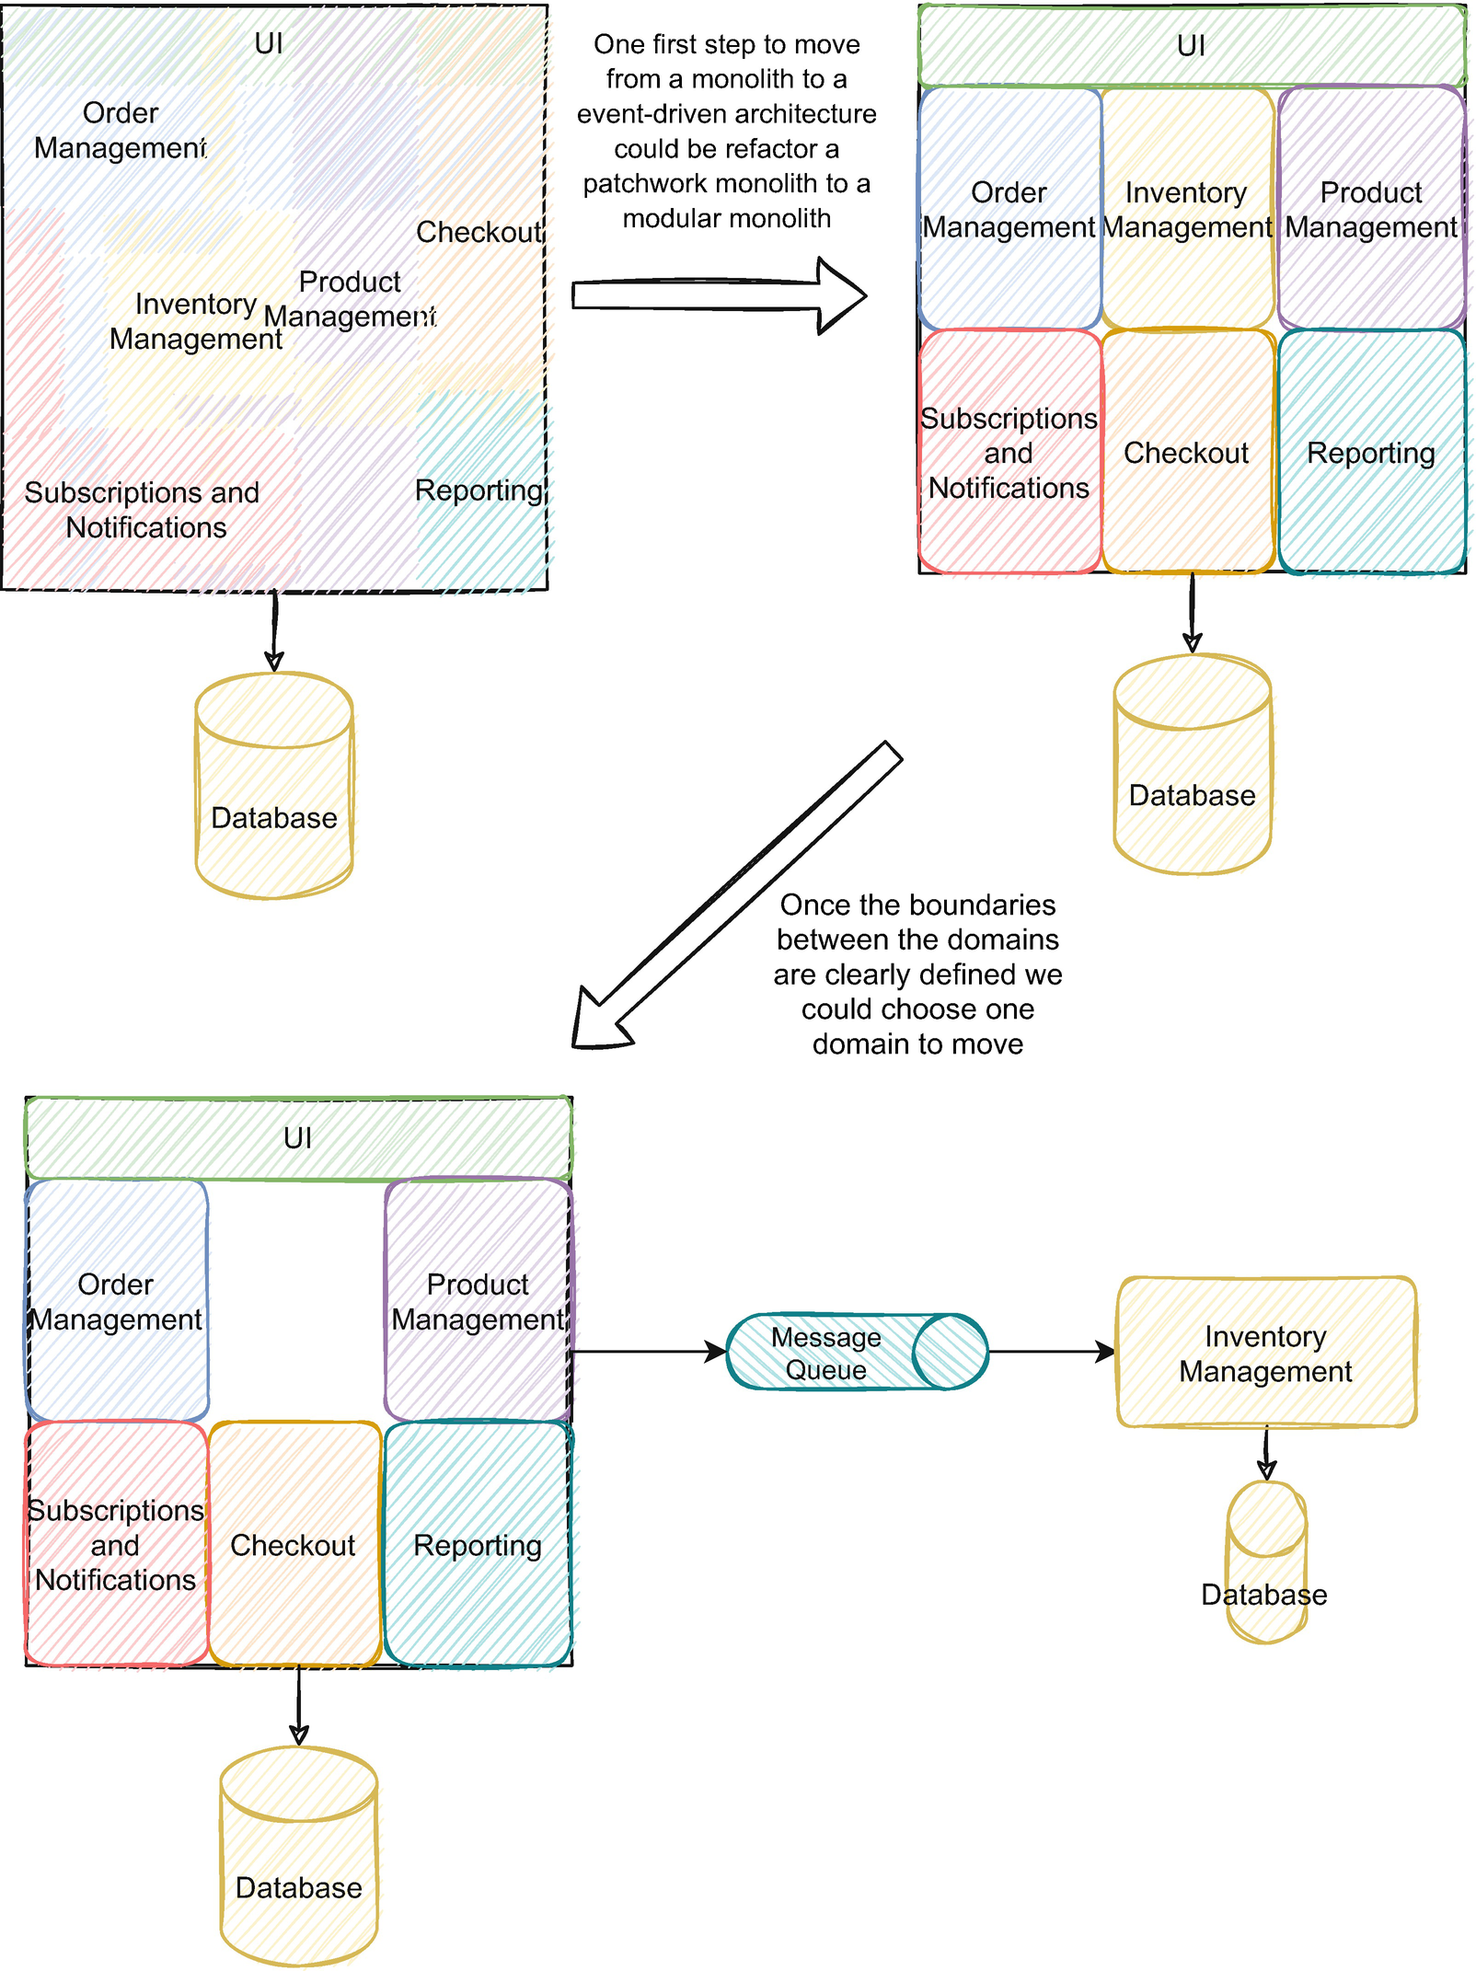 UI
Order
Management
Checkout
Product
Management
Inventory
Management
Subscriptions and
Notifications
Reporting
Database
One first step to move
from a monolith to a
event-driven architecture
could be refactor a
patchwork monolith to a
modular monolith
UI
Order
Management
Inventory
Management
Product
Management
Subscriptions
and
Notifications
Checkout
Reporting
Database
Once the boundaries
between the domains
are clearly defined we
could choose one
domain to move
UI
Order
Management
Product
Management
Subscriptions
and
Notifications
Checkout
Reporting
Database
Message
Queue
Inventory
Management
Database